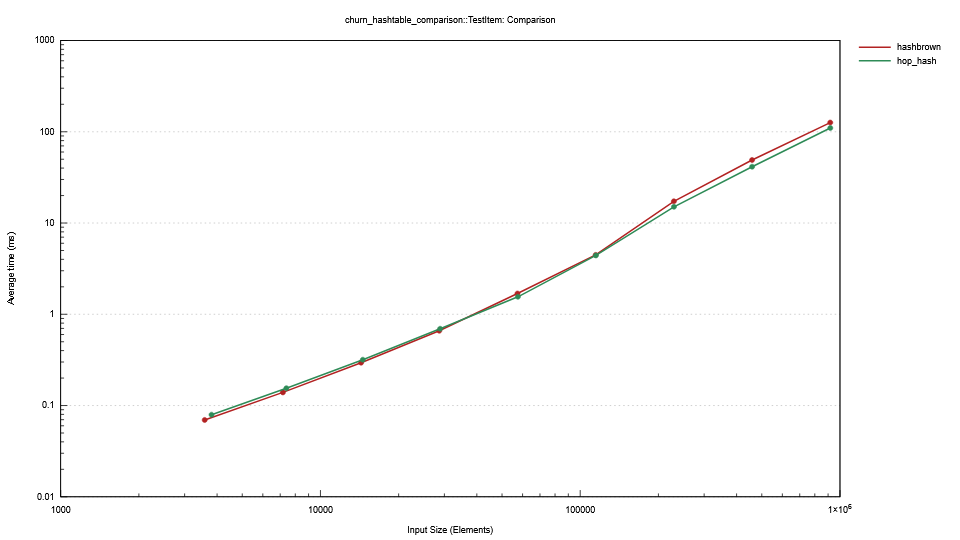 churn_hashtable_comparison::TestItem: Comparison
hashbrown
hop_hash
1000
100
10
1
0.1
0.01
Average time (ms)
1000
10000
100000
1×10⁶
Input Size (Elements)